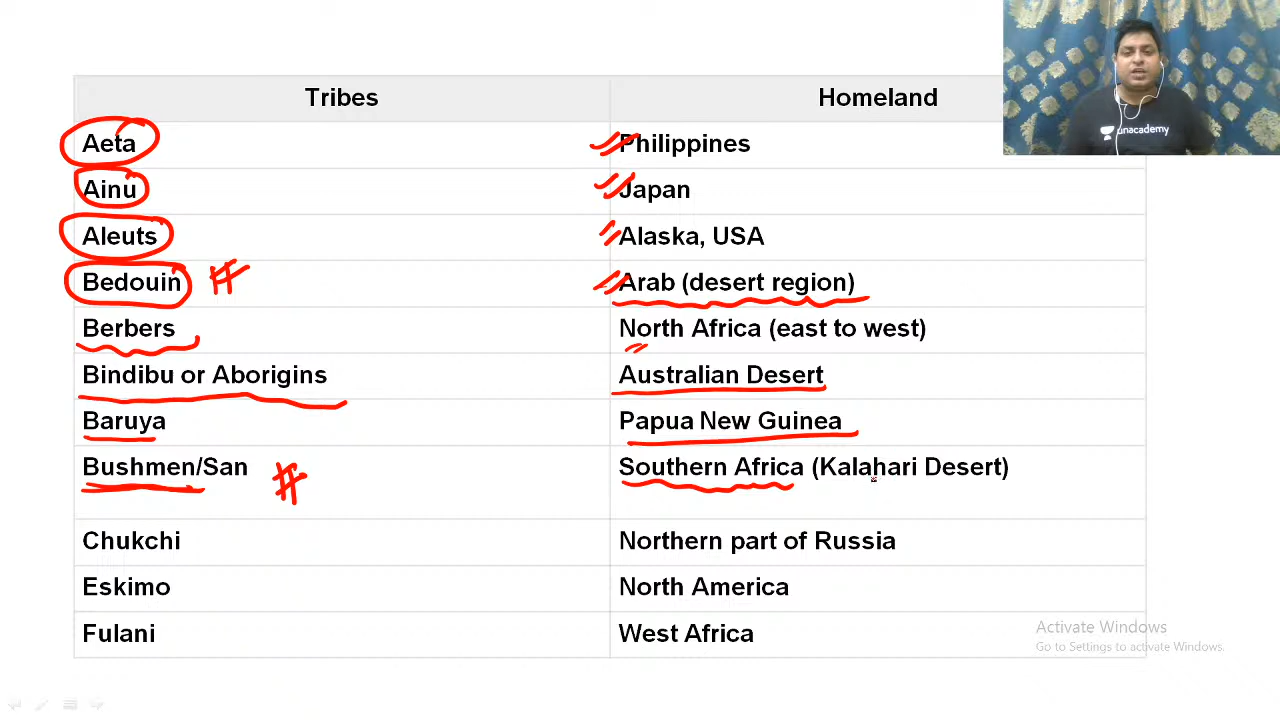 unacademy
Tribes Homeland
Aeta Philippines
Ainu Japan
Aleuts Alaska, USA
Bedouin # Arab (desert region)
Berbers North Africa (east to west)
Bindibu or Aborigins Australian Desert
Baruya Papua New Guinea
Bushmen/San # Southern Africa (Kalahari Desert)
Chukchi Northern part of Russia
Eskimo North America
Fulani West Africa
Activate Windows
Go to Settings to activate Windows.